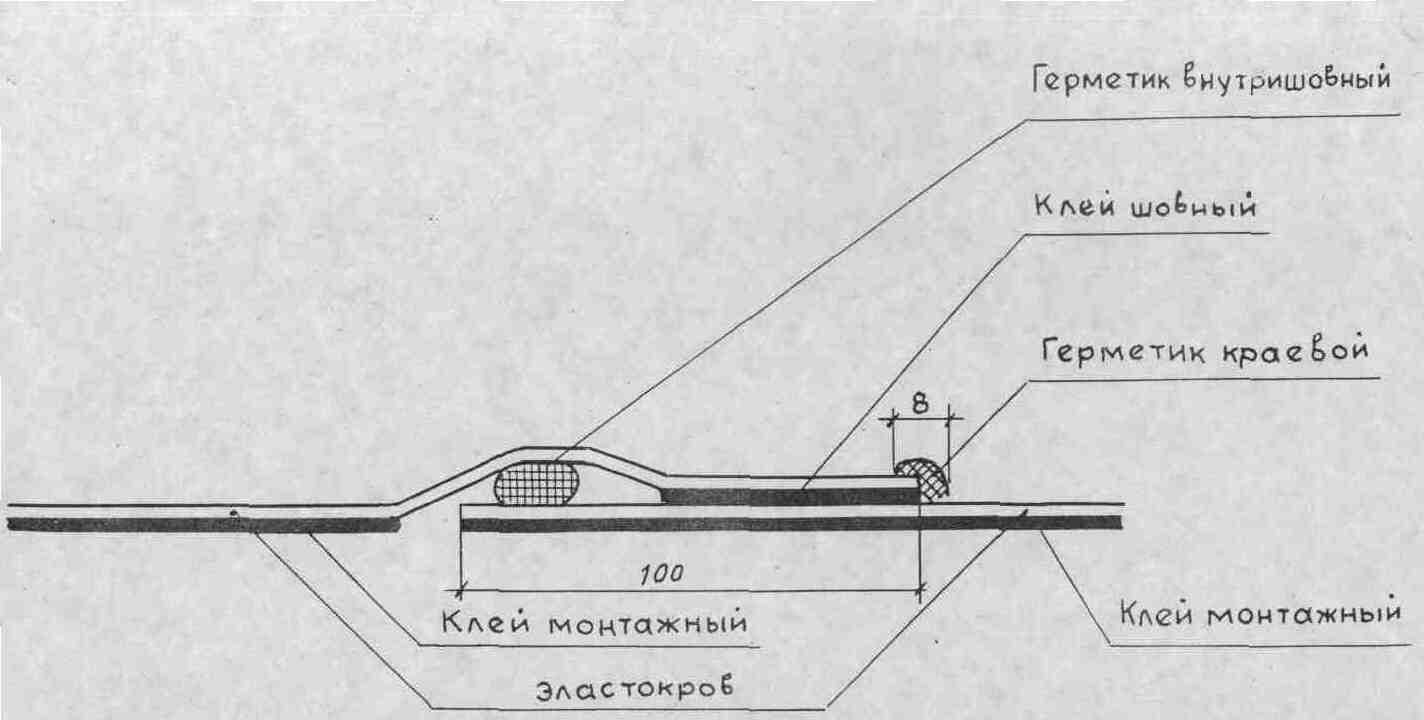 Герметик внутришовный
Клей шовный
Герметик краевой
8
100
Клей монтажный
Клей монтажный
Эластокров